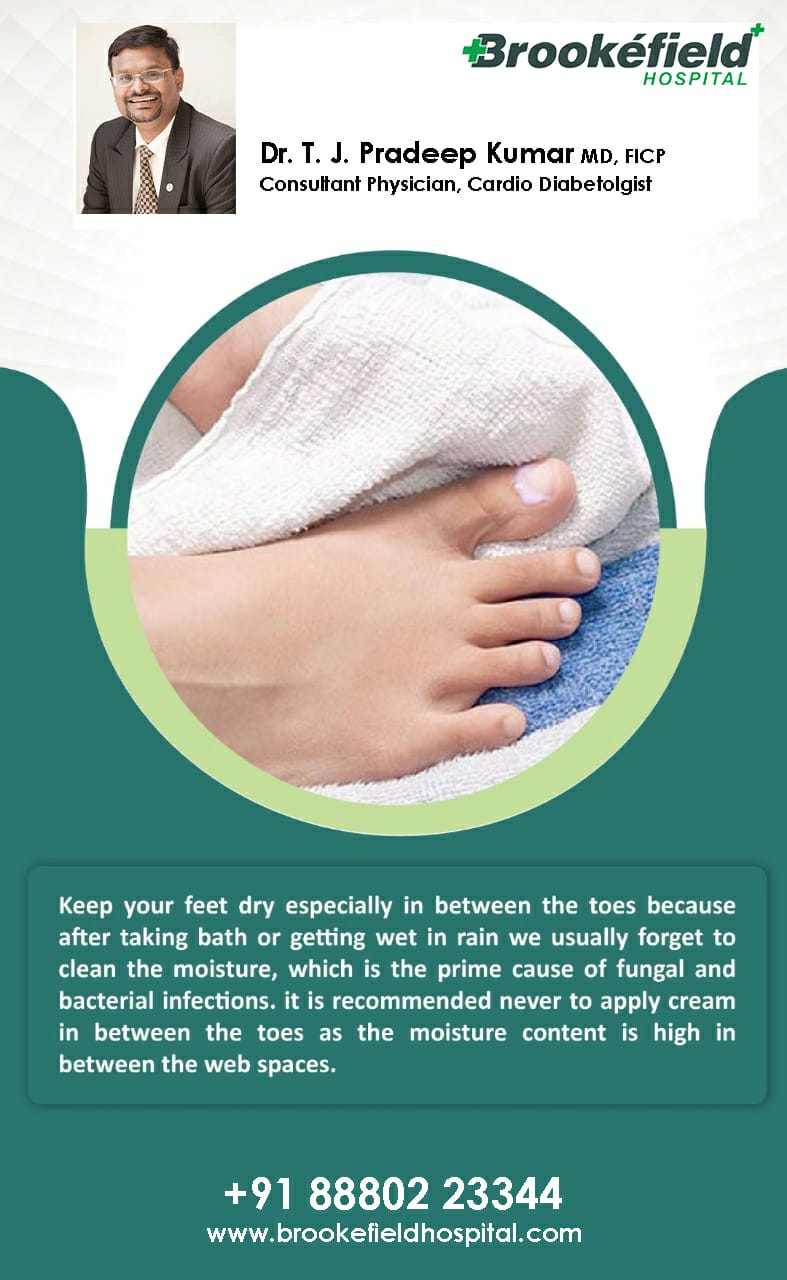 Brookéfield
HOSPITAL
Dr. T. J. Pradeep Kumar MD, FICP
Consultant Physician, Cardio Diabetolgist
Keep your feet dry especially in between the toes because
after taking bath or getting wet in rain we usually forget to
clean the moisture, which is the prime cause of fungal and
bacterial infections. it is recommended never to apply cream
in between the toes as the moisture content is high in
between the web spaces.
+91 88802 23344
www.brookefieldhospital.com